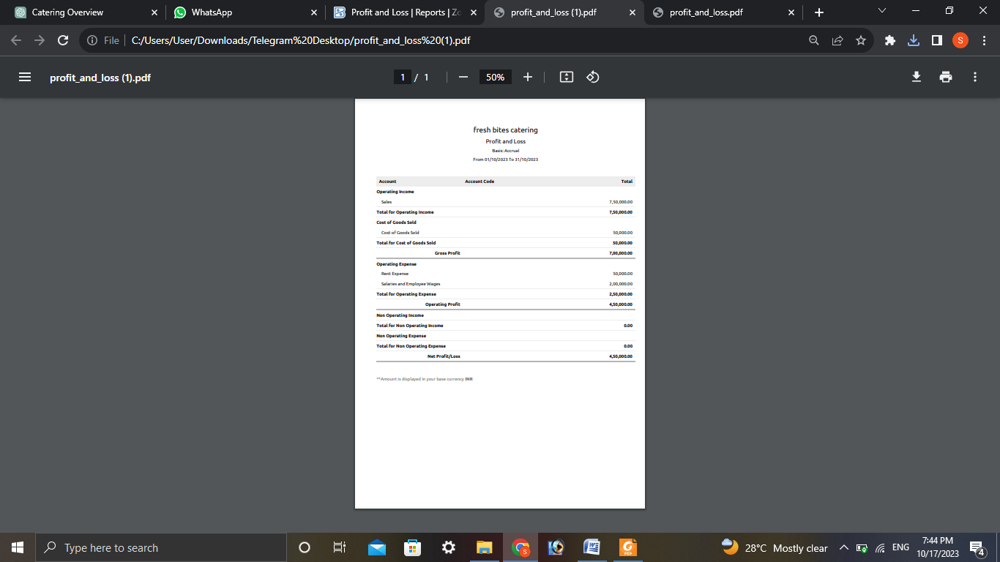 Catering Overview
WhatsApp
Profit and Loss | Reports | Zo
profit_and_loss (1).pdf
profit_and_loss.pdf
File
C:/Users/User/Downloads/Telegram%20Desktop/profit_and_loss%20(1).pdf
S
profit_and_loss (1).pdf
1 / 1
50%
fresh bites catering
Profit and Loss
Basis: Accrual
From 01/10/2023 To 31/10/2023
Account Account Code Total
Operating Income
Sales 7,50,000.00
Total for Operating Income 7,50,000.00
Cost of Goods Sold
Cost of Goods Sold 50,000.00
Total for Cost of Goods Sold 50,000.00
Gross Profit 7,00,000.00
Operating Expense
Rent Expense 50,000.00
Salaries and Employee Wages 2,00,000.00
Total for Operating Expense 2,50,000.00
Operating Profit 4,50,000.00
Non Operating Income
Total for Non Operating Income 0.00
Non Operating Expense
Total for Non Operating Expense 0.00
Net Profit/Loss 4,50,000.00
**Amount is displayed in your base currency INR
Type here to search
28°C Mostly clear
ENG
7:44 PM
10/17/2023
4